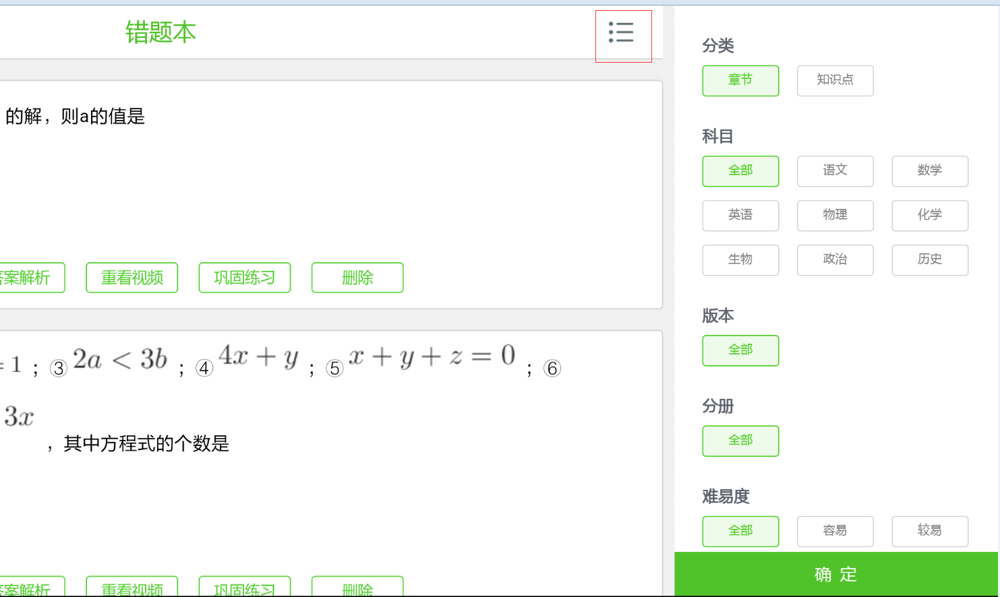 错题本
的解，则a的值是
答案解析 重看视频 巩固练习 删除
= 1 ；③ 2a < 3b ；④ 4x + y ；⑤ x + y + z = 0 ；⑥
3x
，其中方程式的个数是
答案解析 重看视频 巩固练习 删除
分类
章节 知识点
科目
全部 语文 数学
英语 物理 化学
生物 政治 历史
版本
全部
分册
全部
难易度
全部 容易 较易
确 定